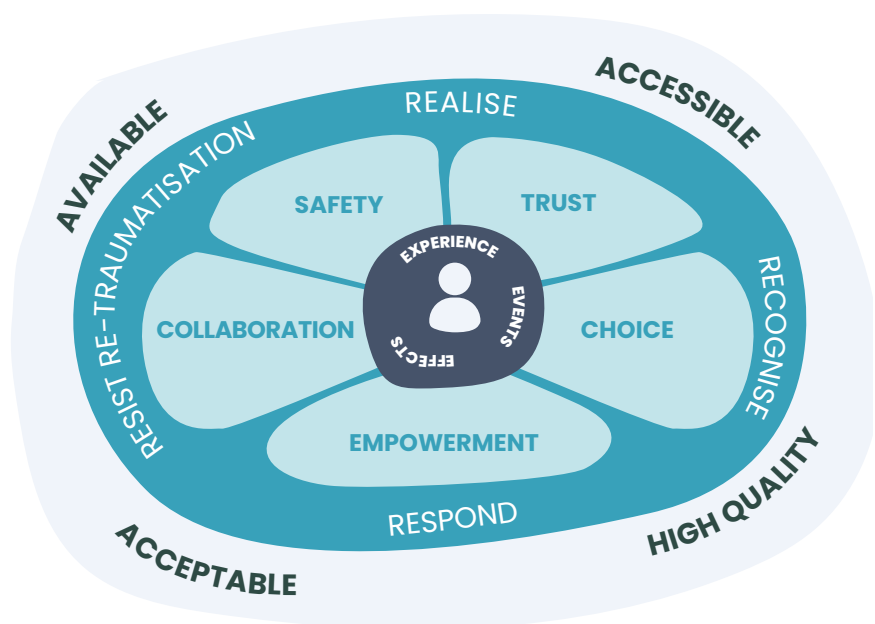 AVAILABLE
ACCESSIBLE
REALISE
RESIST RE-TRAUMATISATION
SAFETY
TRUST
EXPERIENCE
EVENTS
EFFECTS
COLLABORATION
CHOICE
RECOGNISE
EMPOWERMENT
RESPOND
HIGH QUALITY
ACCEPTABLE